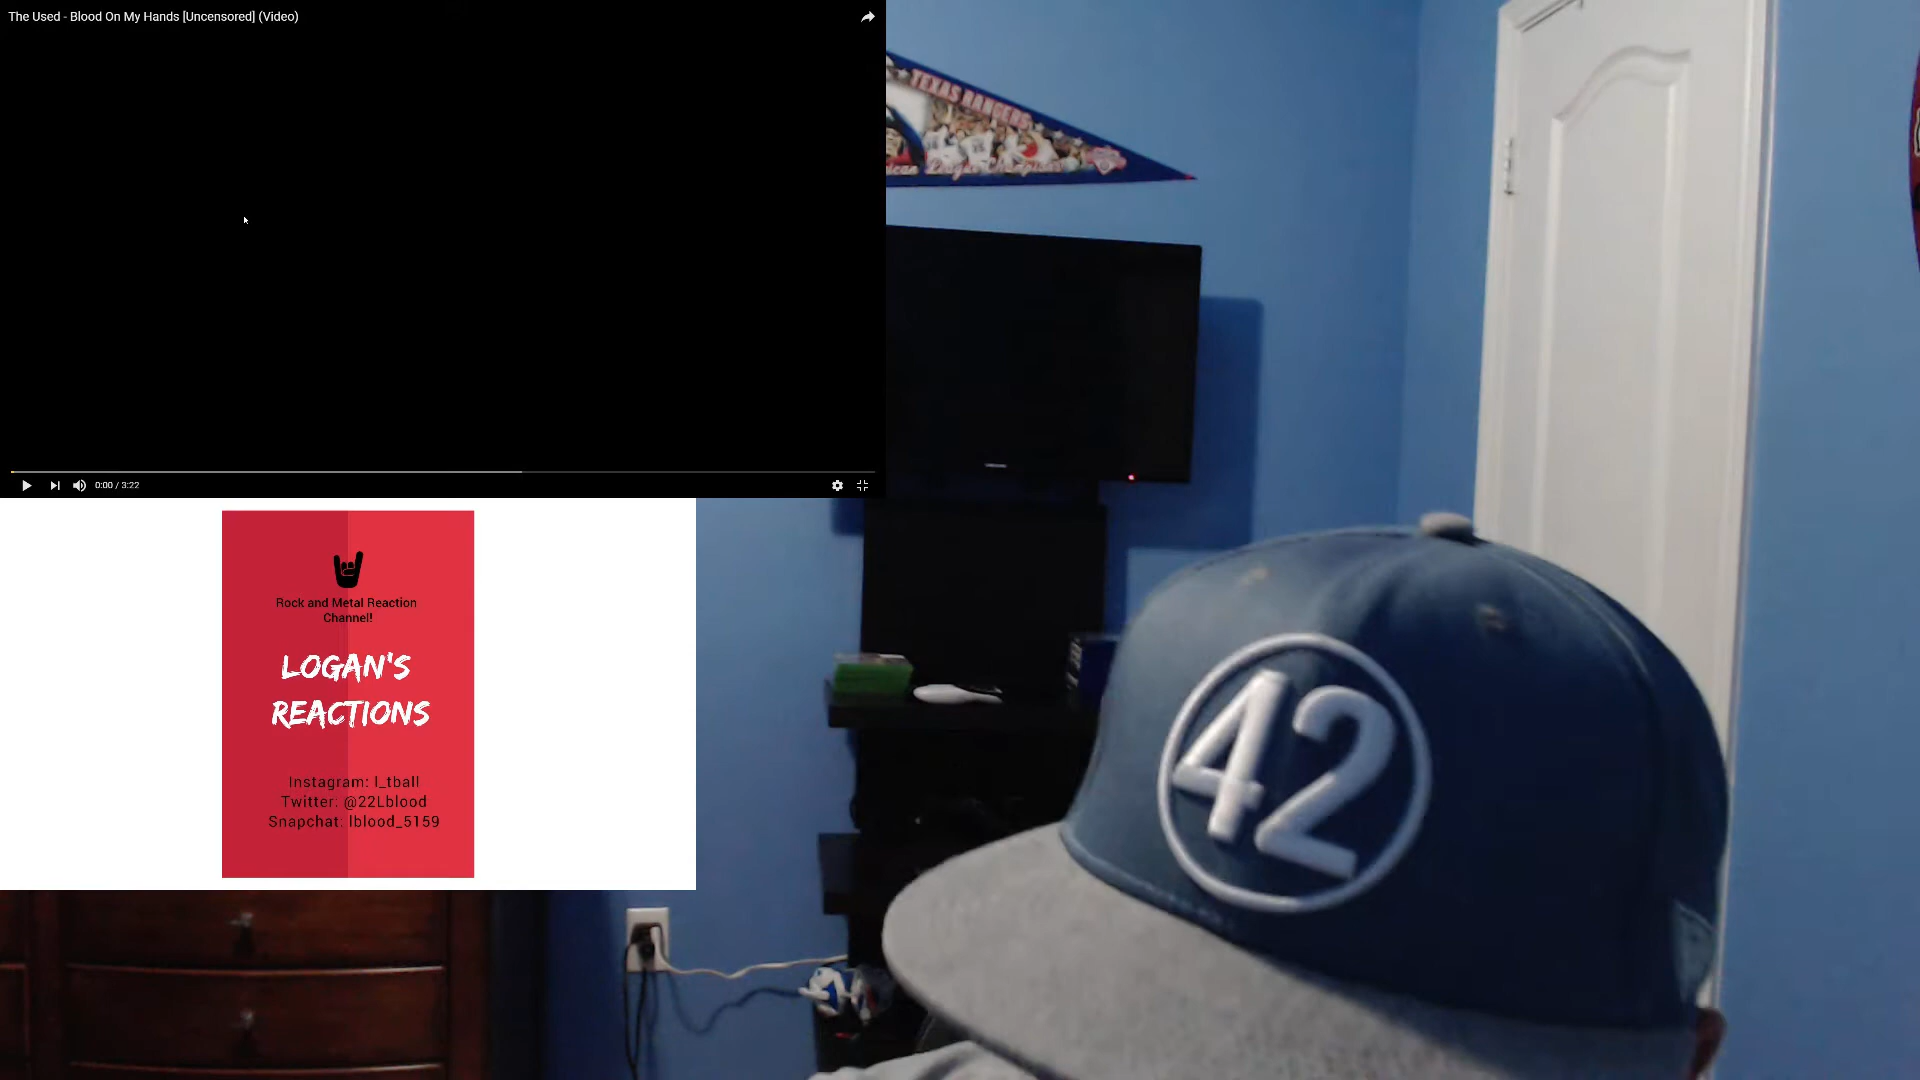 The Used - Blood On My Hands [Uncensored] (Video)
TEXAS RANGERS
0:00 / 3:22
Rock and Metal Reaction
Channel!
LOGAN'S
REACTIONS
Instagram: l_tball
Twitter: @22Lblood
Snapchat: lblood_5159
42